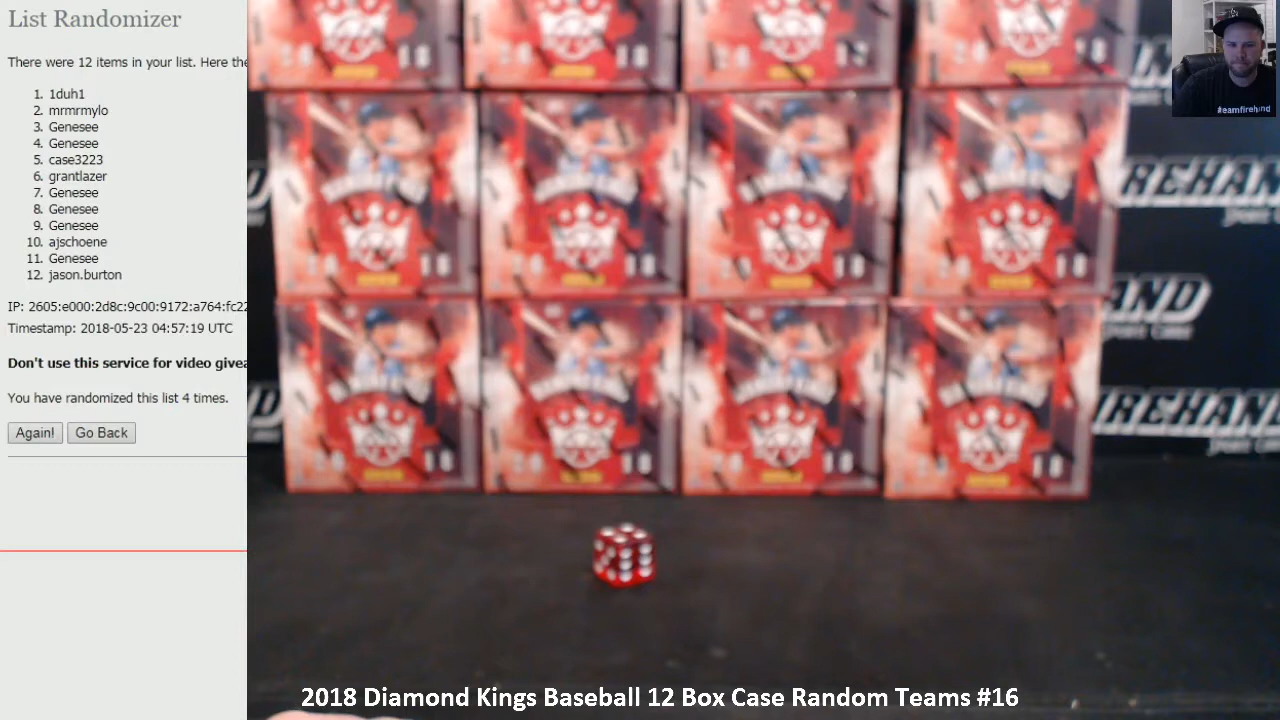 List Randomizer
There were 12 items in your list. Here the
1. 1duh1
2. mrmrmylo
3. Genesee
4. Genesee
5. case3223
6. grantlazer
7. Genesee
8. Genesee
9. Genesee
10. ajschoene
11. Genesee
12. jason.burton
IP: 2605:e000:2d8c:9c00:9172:a764:fc22
Timestamp: 2018-05-23 04:57:19 UTC
Don't use this service for video givea
You have randomized this list 4 times.
Again! Go Back
#eamfirehand
REHAND
AND
REHAND
2018 Diamond Kings Baseball 12 Box Case Random Teams #16